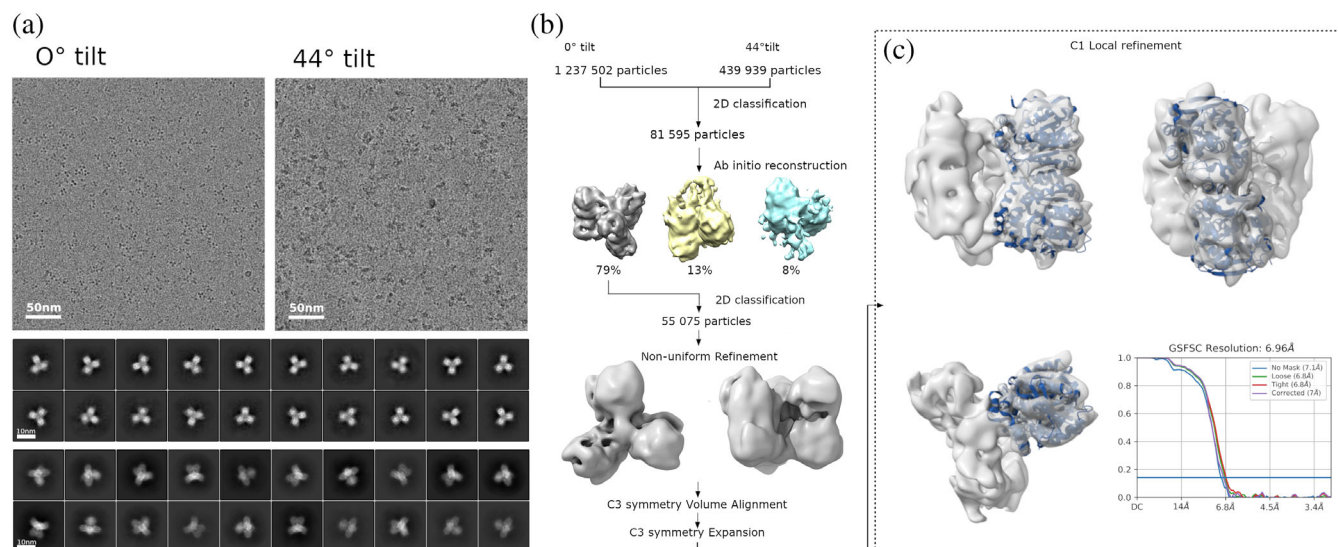 (a)
0° tilt
44° tilt
50nm
50nm
10nm
10nm
(b)
0° tilt
44°tilt
1 237 502 particles
439 939particles
2D classification
81 595 particles
Ab initio reconstruction
79%
13%
8%
2D classification
55 075 particles
Non-uniform Refinement
C3 symmetry Volume Alignment
C3 symmetry Expansion
(c)
C1 Local refinement
GSFSC Resolution: 6.96Å
No Mask (7.1Å)
Loose (6.8Å)
Tight (6.8Å)
Corrected (7Å)
1.0
0.8
0.6
0.4
0.2
0.0
DC
14Å
6.8Å
4.5Å
3.4Å